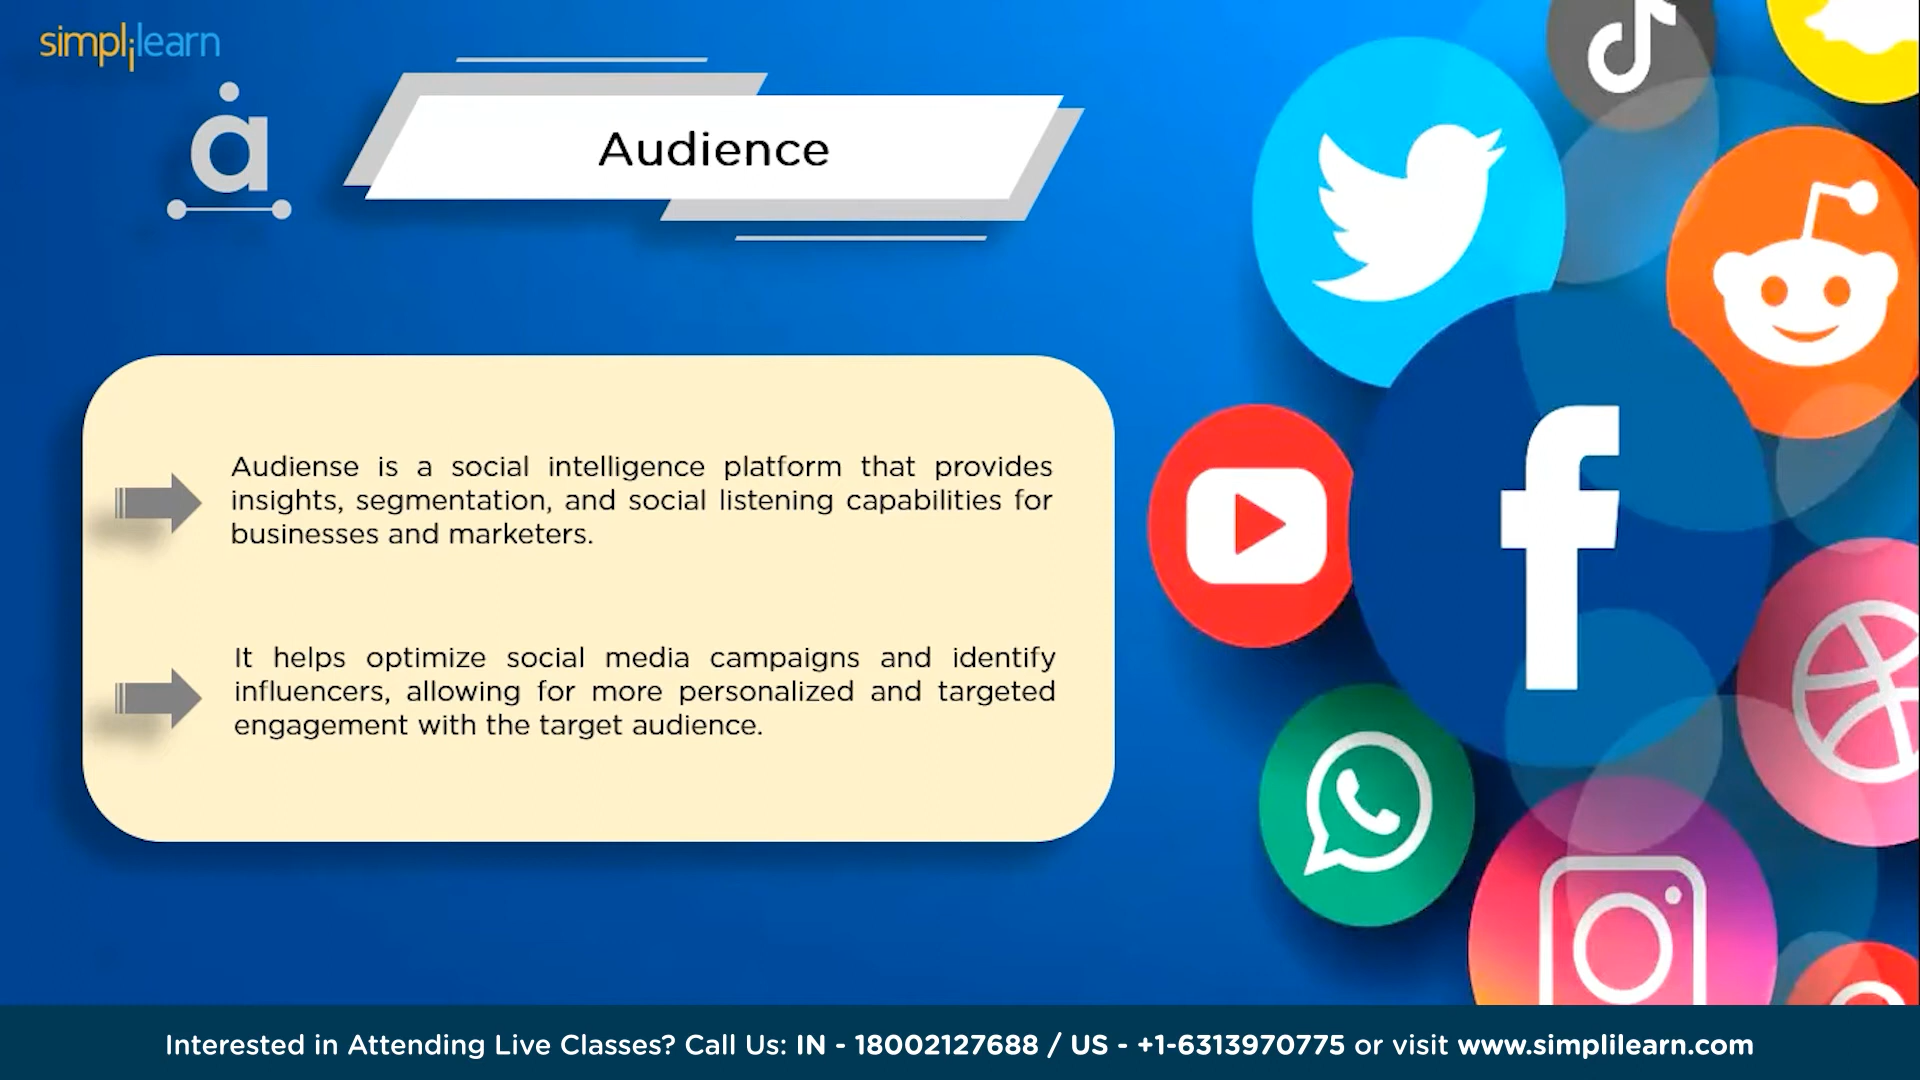 simplilearn
a
Audience
Audiense is a social intelligence platform that provides
insights, segmentation, and social listening capabilities for
businesses and marketers.
It helps optimize social media campaigns and identify
influencers, allowing for more personalized and targeted
engagement with the target audience.
Interested in Attending Live Classes? Call Us: IN - 18002127688 / US - +1-6313970775 or visit www.simplilearn.com